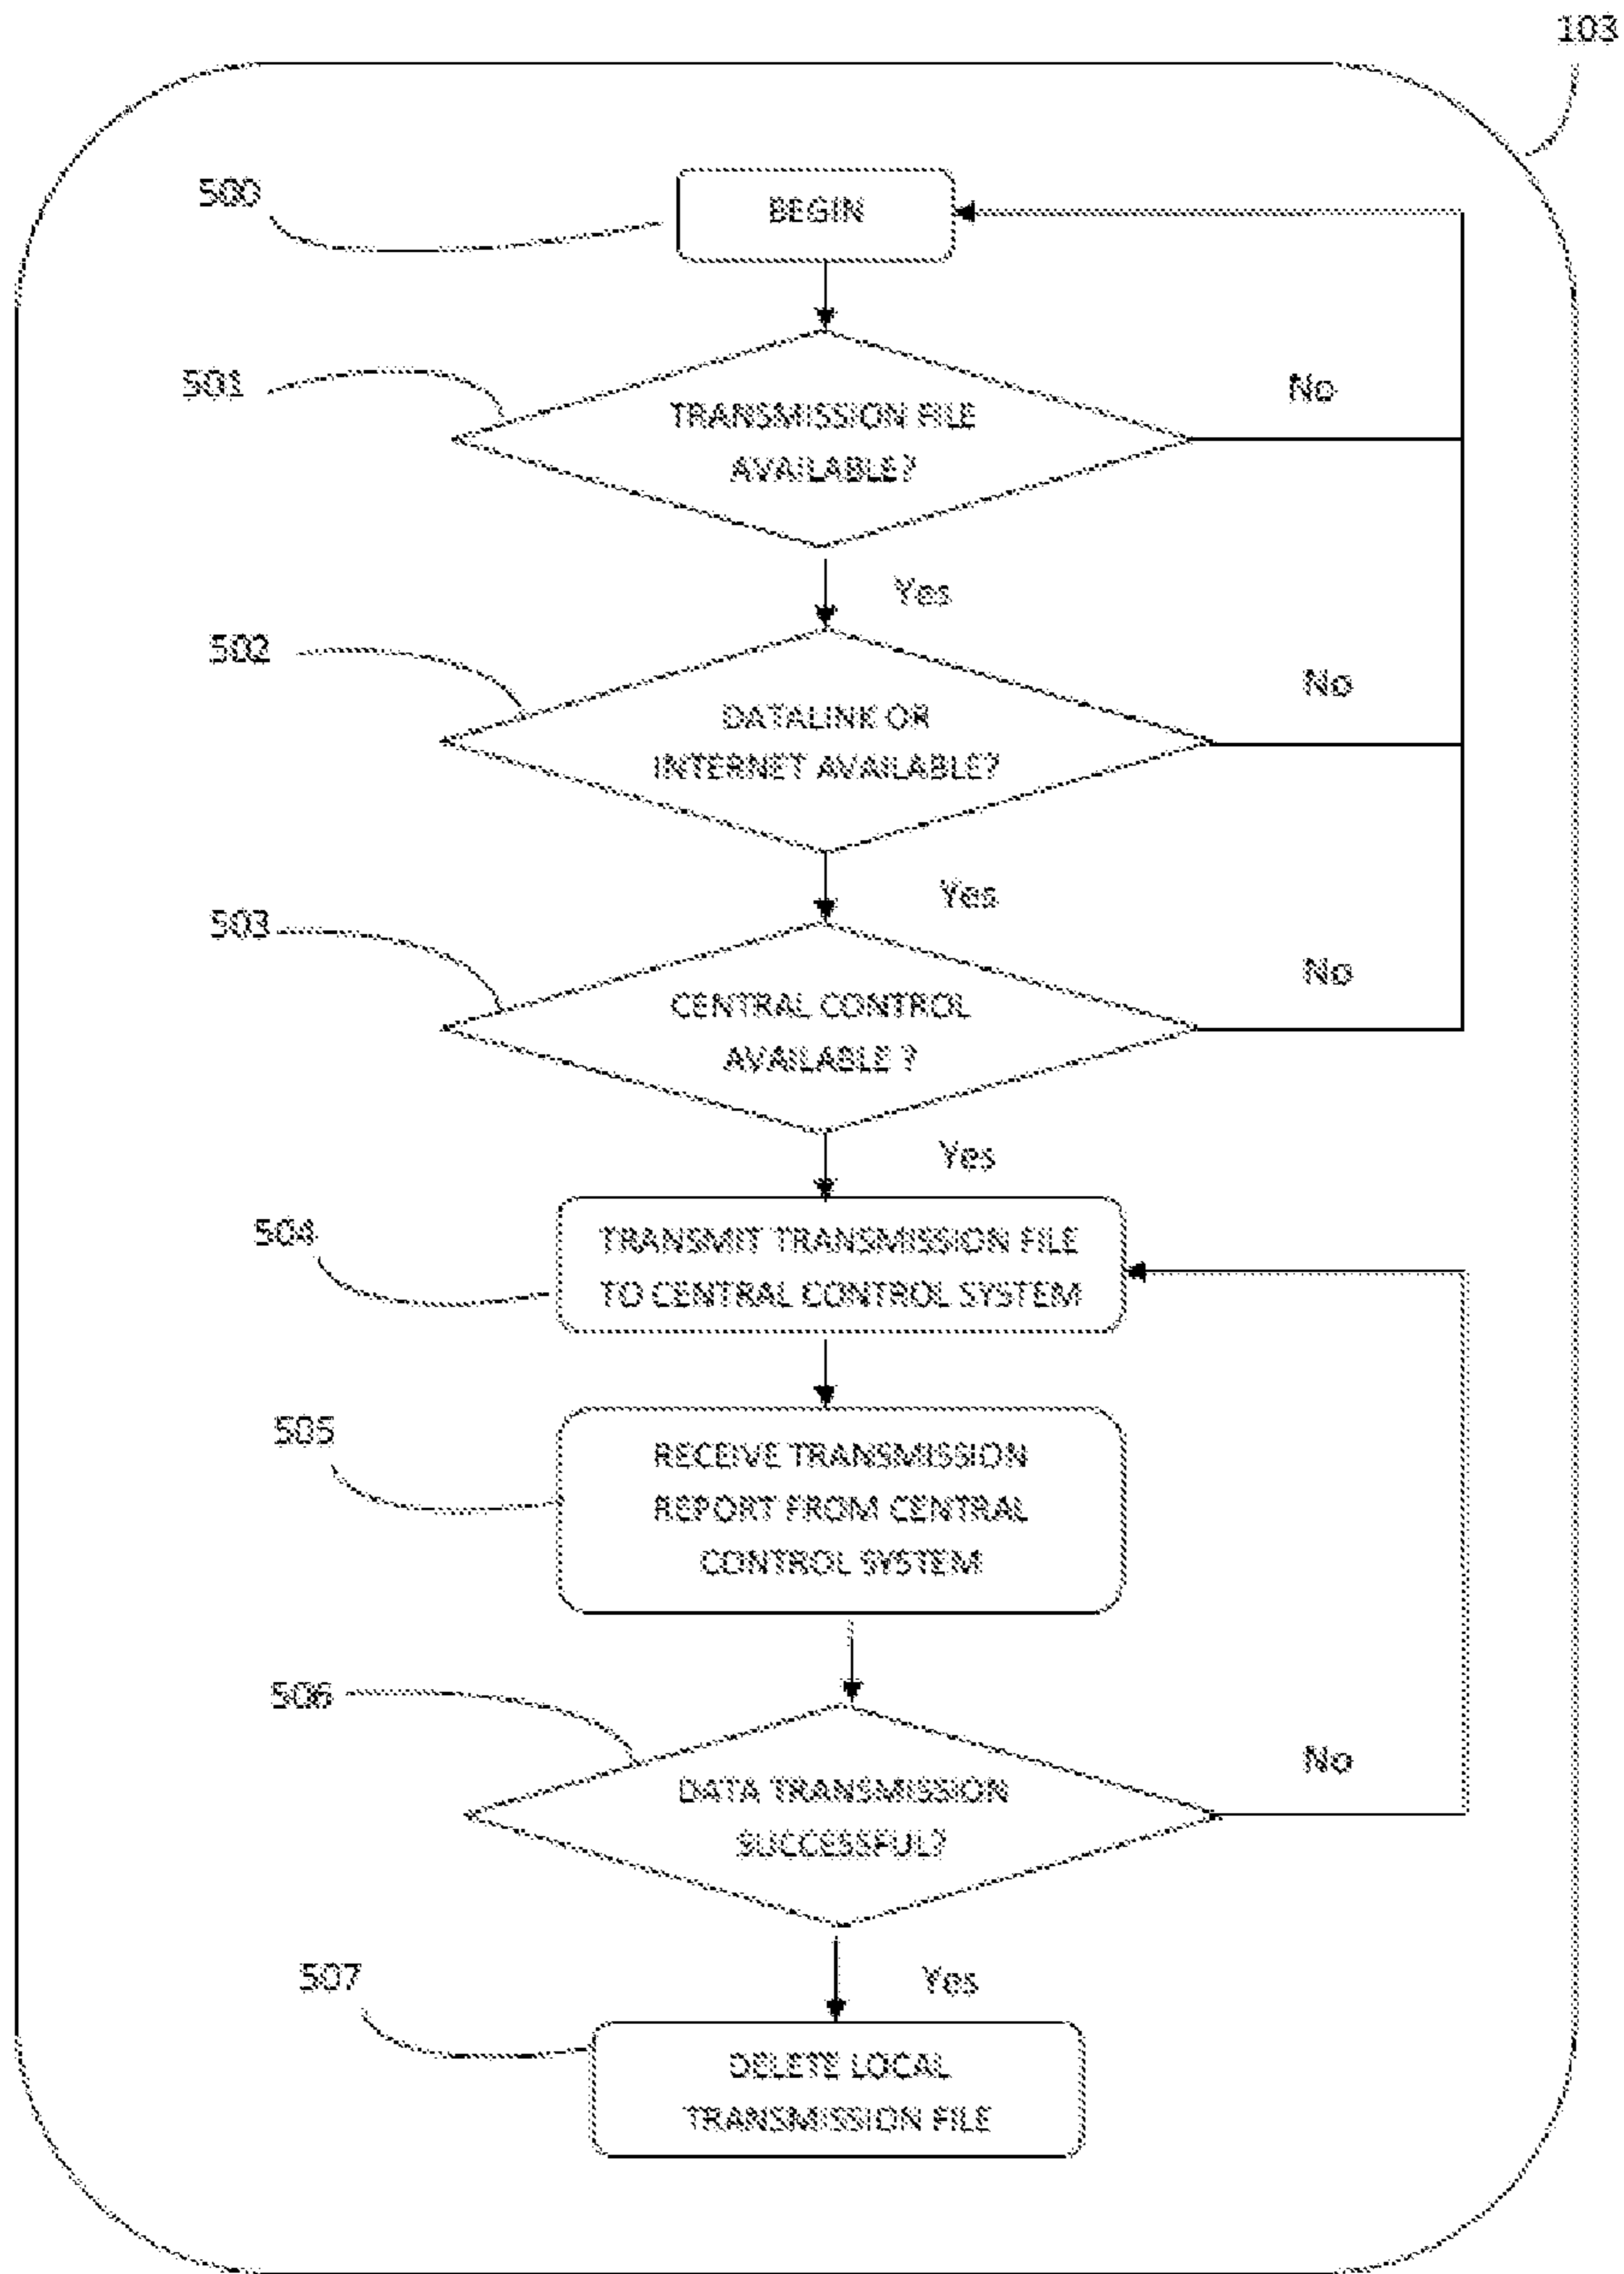 103
500
BEGIN
501
No
TRANSMISSION FILE
AVAILABLE?
Yes
502
No
DATALINK OR
INTERNET AVAILABLE?
Yes
503
No
CENTRAL CONTROL
AVAILABLE ?
Yes
504
TRANSMIT TRANSMISSION FILE
TO CENTRAL CONTROL SYSTEM
505
RECEIVE TRANSMISSION
REPORT FROM CENTRAL
CONTROL SYSTEM
506
No
DATA TRANSMISSION
SUCCESSFUL?
507
Yes
DELETE LOCAL
TRANSMISSION FILE